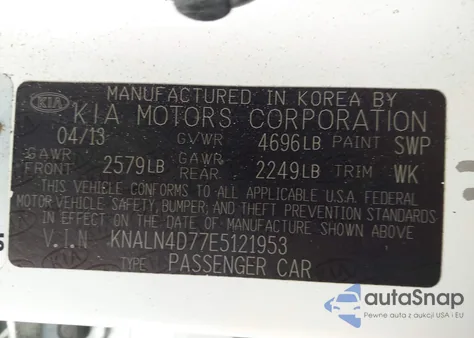 MANUFACTURED IN KOREA BY
KIA KIA MOTORS CORPORATION
04/13 GVWR 4696LB PAINT SWP
GAWR FRONT 2579LB GAWR REAR 2249LB TRIM WK
THIS VEHICLE CONFORMS TO ALL APPLICABLE U.S.A. FEDERAL
MOTOR VEHICLE SAFETY, BUMPER, AND THEFT PREVENTION STANDARDS
IN EFFECT ON THE DATE OF MANUFACTURE SHOWN ABOVE
V.I.N KNALN4D77E5121953
TYPE PASSENGER CAR
autoSnap
Pewne auta z aukcji USA i EU